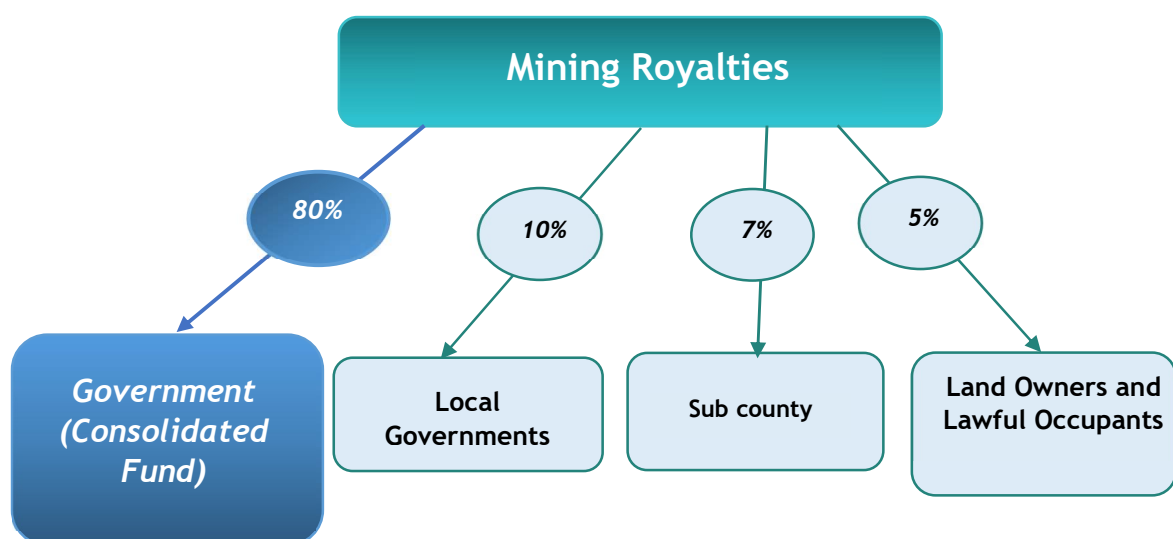 Mining Royalties
80%
10%
7%
5%
Government
(Consolidated
Fund)
Local
Governments
Sub county
Land Owners and
Lawful Occupants